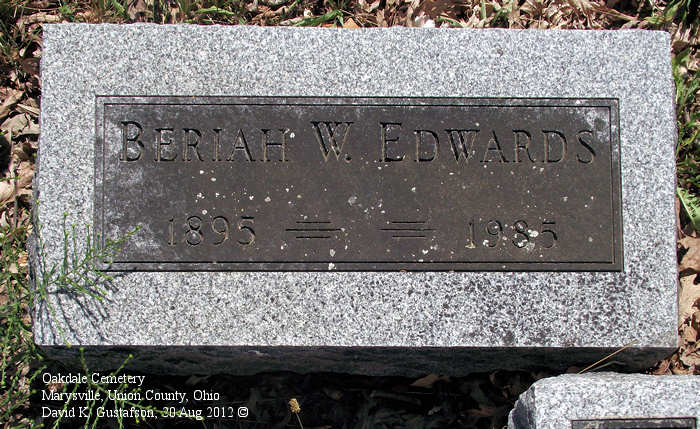 BERIAH W. EDWARDS
1895 1985
Oakdale Cemetery
Marysville, Union County, Ohio
David K. Gustafson, 30 Aug 2012 ©